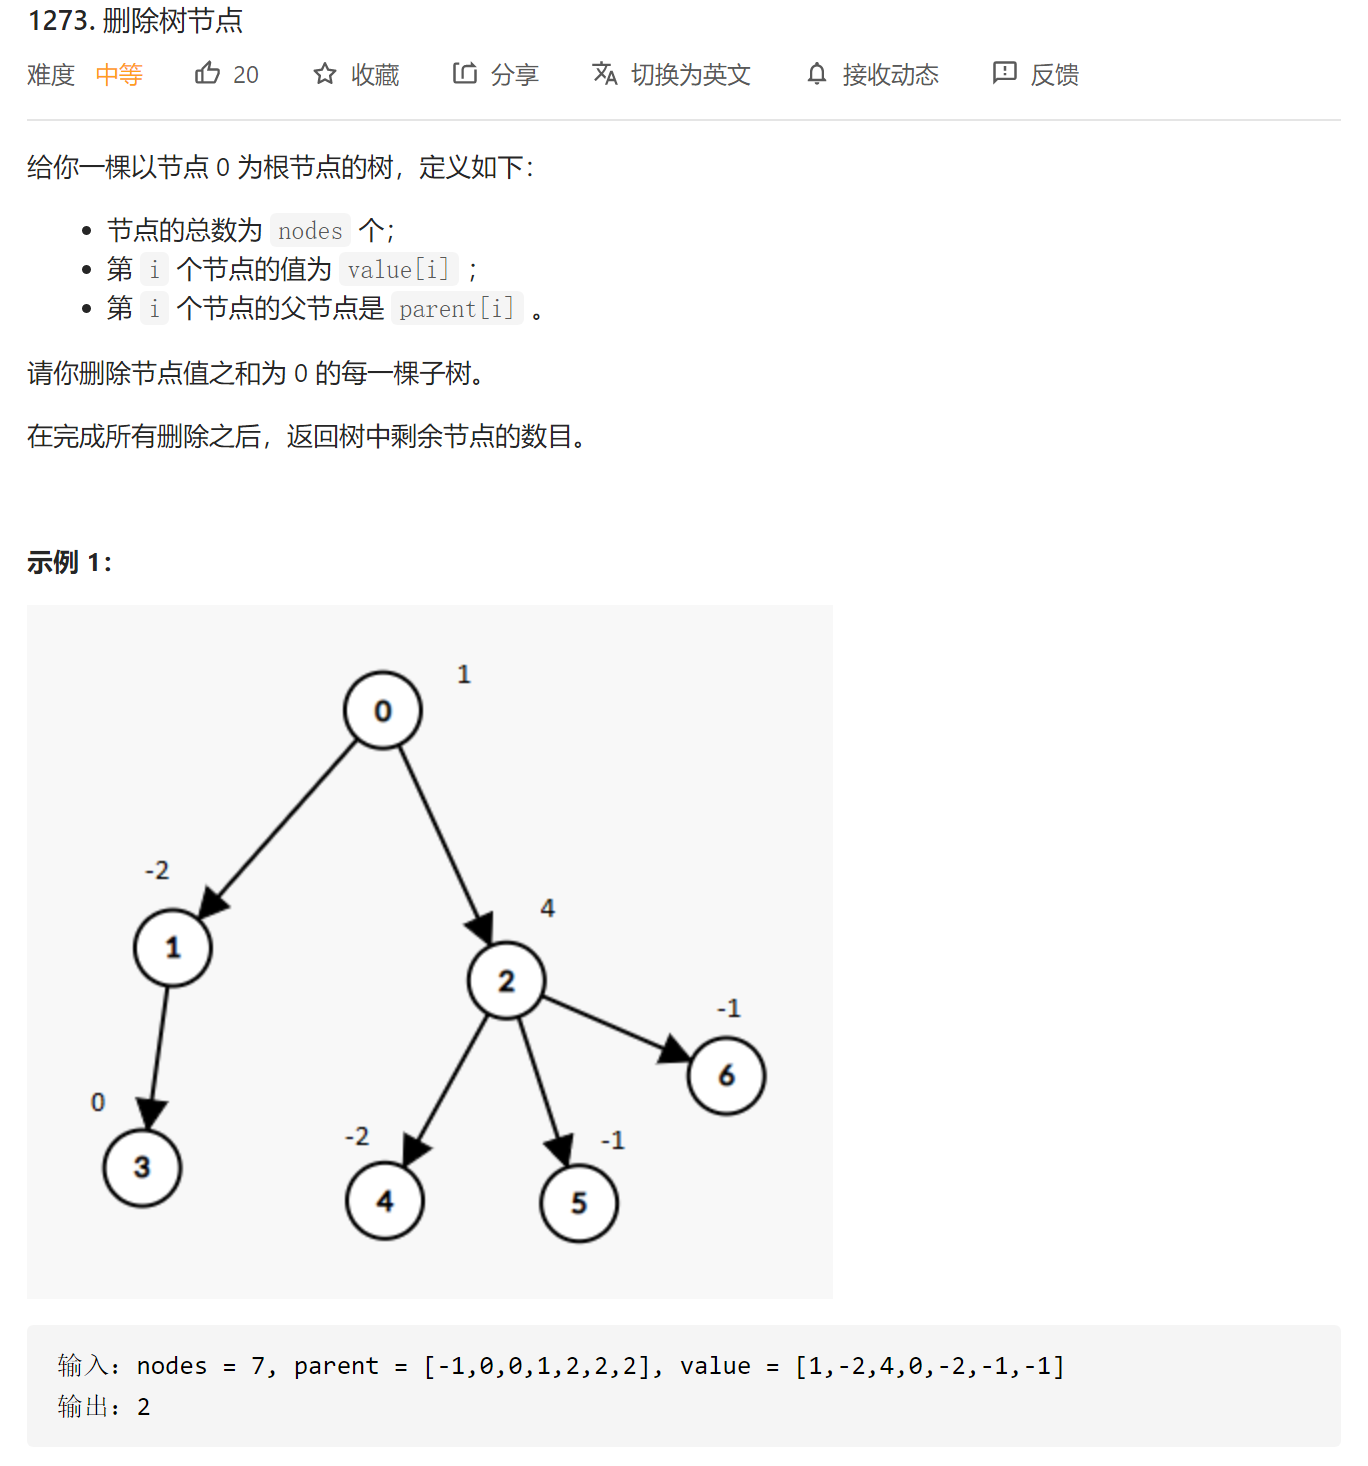 1273. 删除树节点
难度 中等 20 收藏 分享 切换为英文 接收动态 反馈
给你一棵以节点 0 为根节点的树，定义如下：
节点的总数为 nodes 个；
第 i 个节点的值为 value[i] ；
第 i 个节点的父节点是 parent[i] 。
请你删除节点值之和为 0 的每一棵子树。
在完成所有删除之后，返回树中剩余节点的数目。
示例 1：
1
0
-2
4
1
2
-1
6
0
-2
-1
3
4
5
输入：nodes = 7, parent = [-1,0,0,1,2,2,2], value = [1,-2,4,0,-2,-1,-1]
输出：2